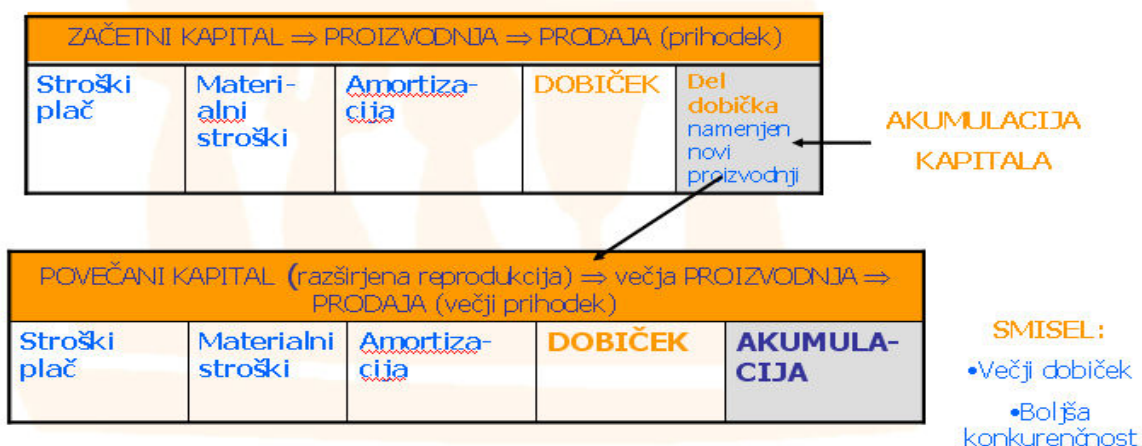 ZAČETNI KAPITAL ⇒ PROIZVODNJA ⇒ PRODAJA (prihodek)
Stroški
plač
Materi-
alni
stroški
Amortiza-
cija
DOBIČEK
Del
dobička
namenjen
novi
proizvodnji
AKUMULACIJA
KAPITALA
POVEČANI KAPITAL (razširjena reprodukcija) ⇒ večja PROIZVODNJA ⇒
PRODAJA (večji prihodek)
Stroški
plač
Materialni
stroški
Amortiza-
cija
DOBIČEK
AKUMULA-
CIJA
SMISEL:
•Večji dobiček
•Boljša
konkurenčnost